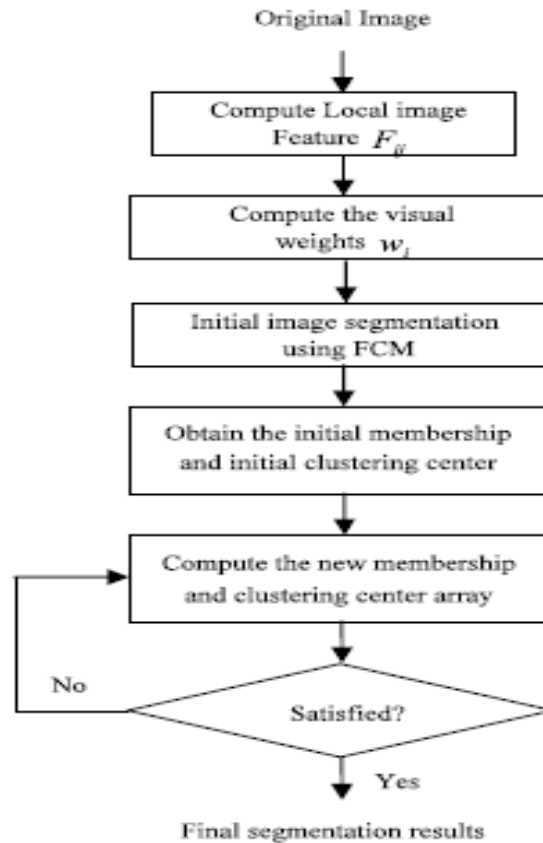 Original Image
Compute Local image
Feature F_ij
Compute the visual
weights w_i
Initial image segmentation
using FCM
Obtain the initial membership
and initial clustering center
Compute the new membership
and clustering center array
No
Satisfied?
Yes
Final segmentation results